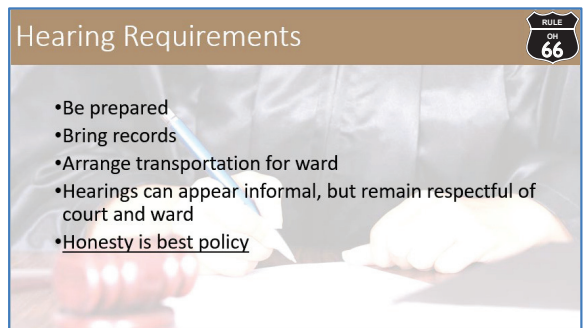 Hearing Requirements
RULE
OH
66
•Be prepared
•Bring records
•Arrange transportation for ward
•Hearings can appear informal, but remain respectful of
court and ward
•Honesty is best policy